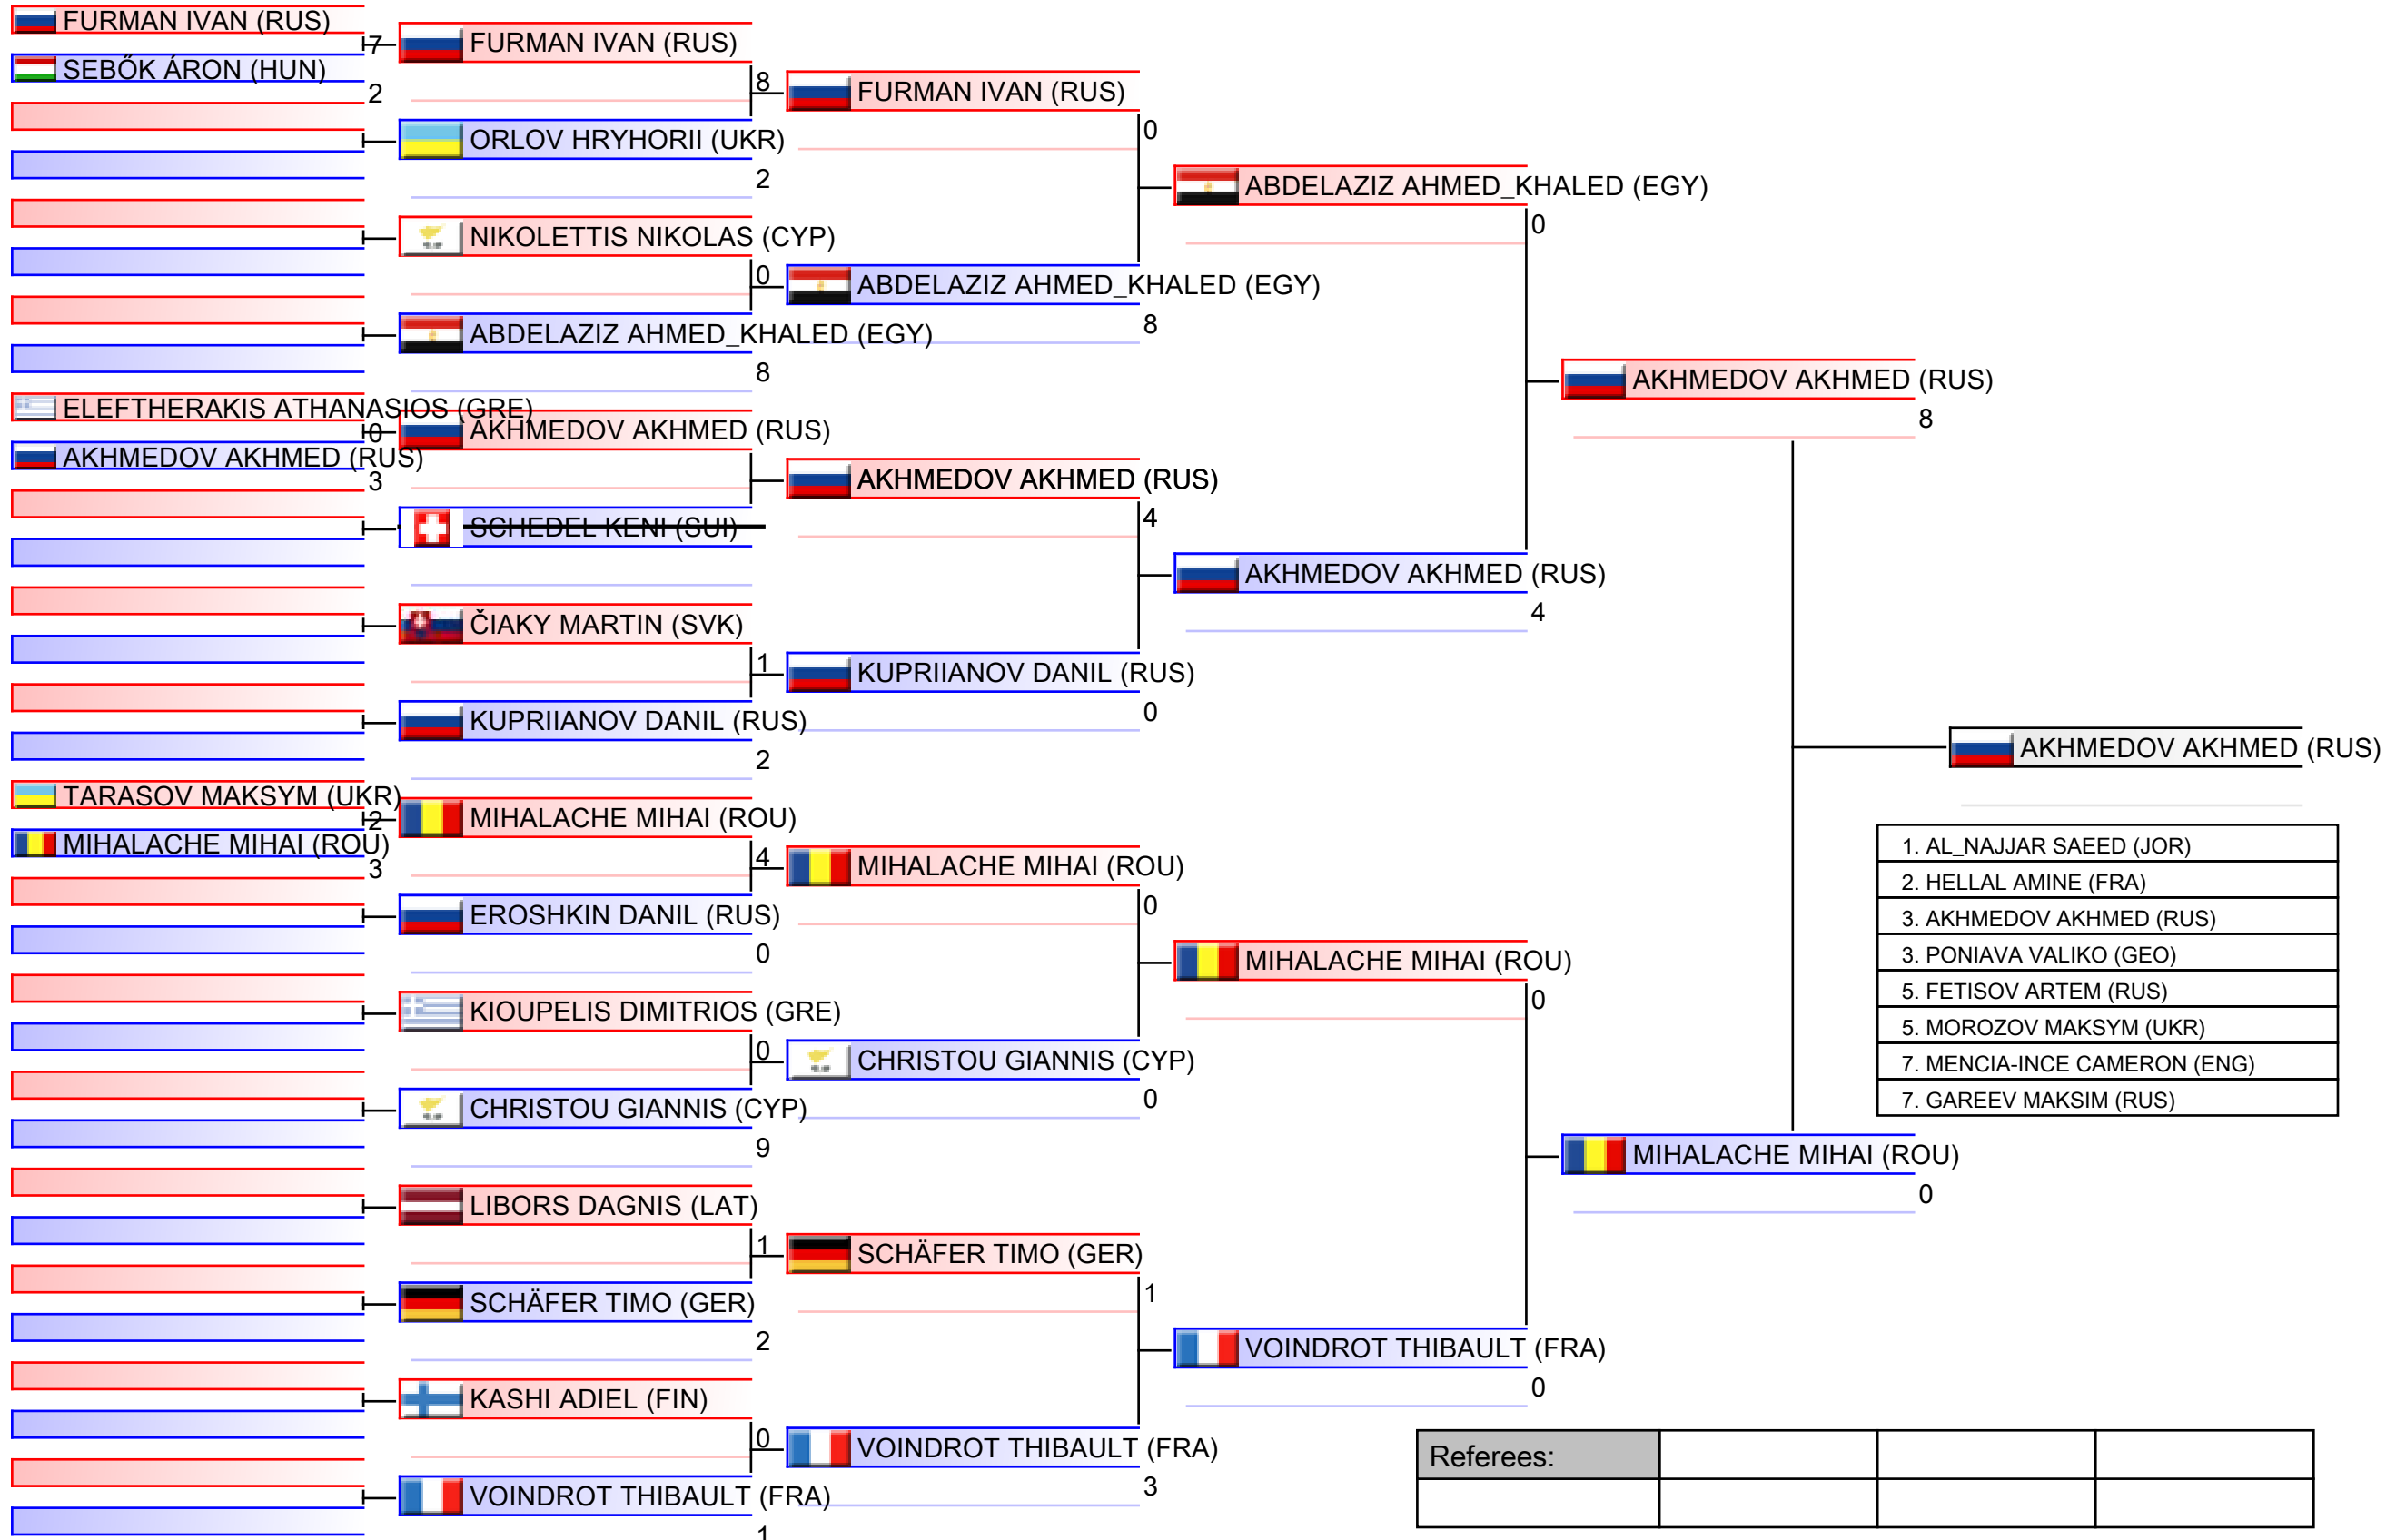 FURMAN IVAN (RUS)
7
SEBŐK ÁRON (HUN)
2
ELEFTHERAKIS ATHANASIOS (GRE)
0
AKHMEDOV AKHMED (RUS)
3
TARASOV MAKSYM (UKR)
2
MIHALACHE MIHAI (ROU)
3
FURMAN IVAN (RUS)
8
ORLOV HRYHORII (UKR)
2
NIKOLETTIS NIKOLAS (CYP)
0
ABDELAZIZ AHMED_KHALED (EGY)
8
AKHMEDOV AKHMED (RUS)
SCHEDEL KENI (SUI)
ČIAKY MARTIN (SVK)
1
KUPRIIANOV DANIL (RUS)
2
MIHALACHE MIHAI (ROU)
4
EROSHKIN DANIL (RUS)
0
KIOUPELIS DIMITRIOS (GRE)
0
CHRISTOU GIANNIS (CYP)
9
LIBORS DAGNIS (LAT)
1
SCHÄFER TIMO (GER)
2
KASHI ADIEL (FIN)
0
VOINDROT THIBAULT (FRA)
1
FURMAN IVAN (RUS)
0
ABDELAZIZ AHMED_KHALED (EGY)
8
AKHMEDOV AKHMED (RUS)
4
KUPRIIANOV DANIL (RUS)
0
MIHALACHE MIHAI (ROU)
0
CHRISTOU GIANNIS (CYP)
0
SCHÄFER TIMO (GER)
1
VOINDROT THIBAULT (FRA)
3
ABDELAZIZ AHMED_KHALED (EGY)
0
AKHMEDOV AKHMED (RUS)
4
MIHALACHE MIHAI (ROU)
0
VOINDROT THIBAULT (FRA)
0
AKHMEDOV AKHMED (RUS)
8
MIHALACHE MIHAI (ROU)
0
AKHMEDOV AKHMED (RUS)
1. AL_NAJJAR SAEED (JOR)
2. HELLAL AMINE (FRA)
3. AKHMEDOV AKHMED (RUS)
3. PONIAVA VALIKO (GEO)
5. FETISOV ARTEM (RUS)
5. MOROZOV MAKSYM (UKR)
7. MENCIA-INCE CAMERON (ENG)
7. GAREEV MAKSIM (RUS)
Referees: